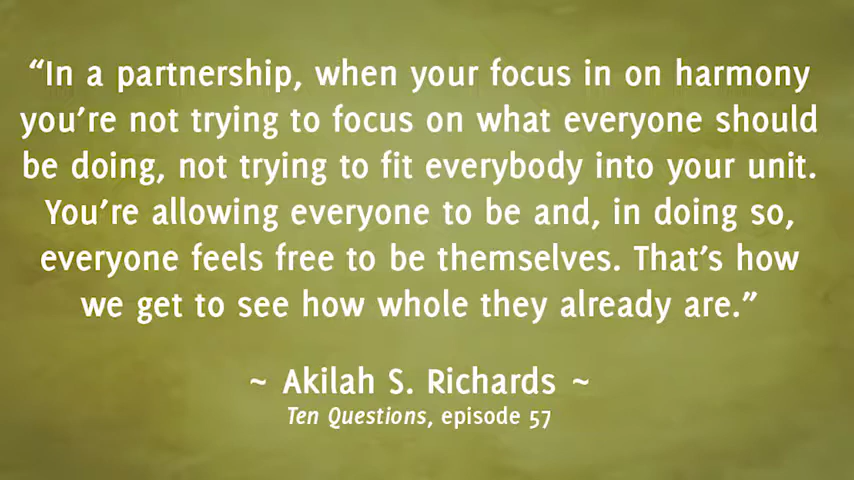 “In a partnership, when your focus in on harmony
you’re not trying to focus on what everyone should
be doing, not trying to fit everybody into your unit.
You’re allowing everyone to be and, in doing so,
everyone feels free to be themselves. That’s how
we get to see how whole they already are.”
~ Akilah S. Richards ~
Ten Questions, episode 57